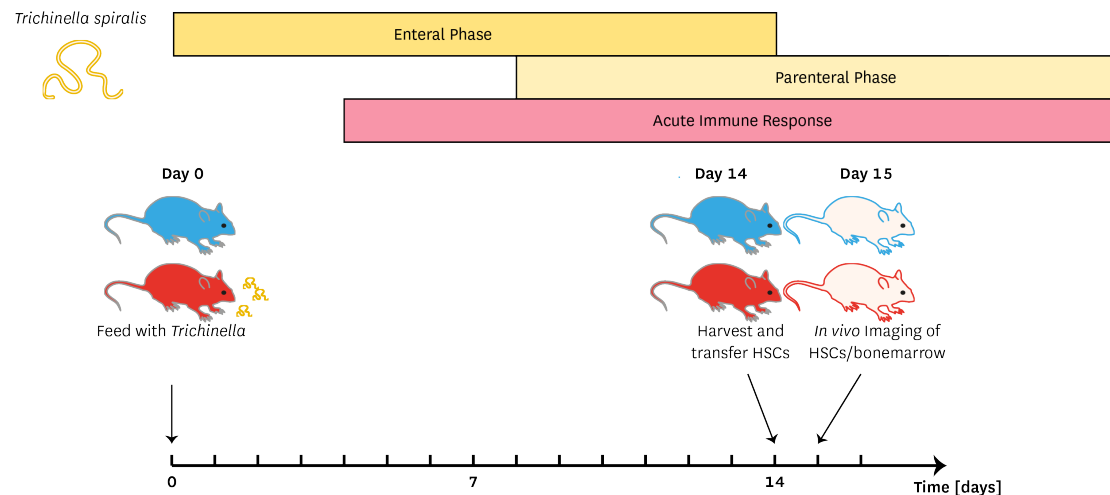 Trichinella spiralis
Enteral Phase
Parenteral Phase
Acute Immune Response
Day 0
Day 14
Day 15
Feed with Trichinella
Harvest and
transfer HSCs
In vivo Imaging of
HSCs/bonemarrow
0
7
14
Time [days]